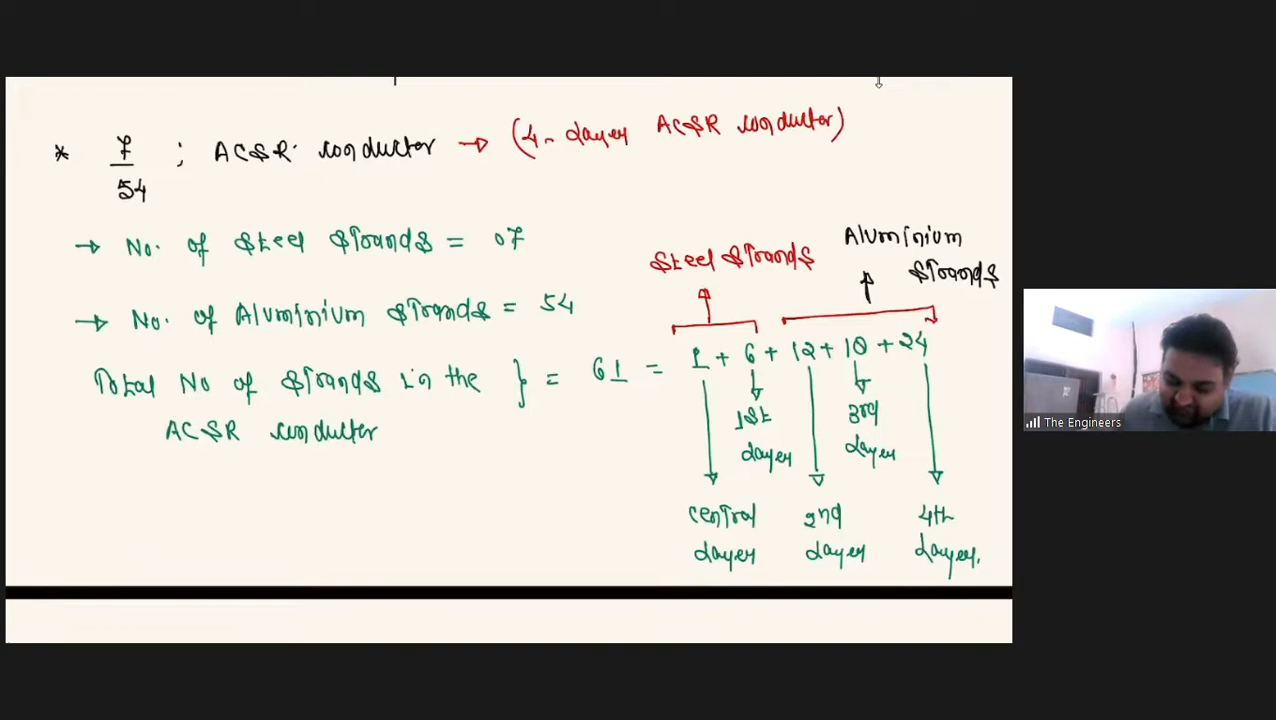 * 7/54 ; ACSR conductor → (4-Layer ACSR conductor)
→ No. of Steel Strands = 07
→ No. of Aluminium Strands = 54
Total No of Strands in the } = 61 = 1 + 6 + 12 + 18 + 24
ACSR conductor
Steel Strands
Aluminium
Strands
1st
Layer
3rd
Layer
central
Layer
2nd
Layer
4th
Layer.
The Engineers